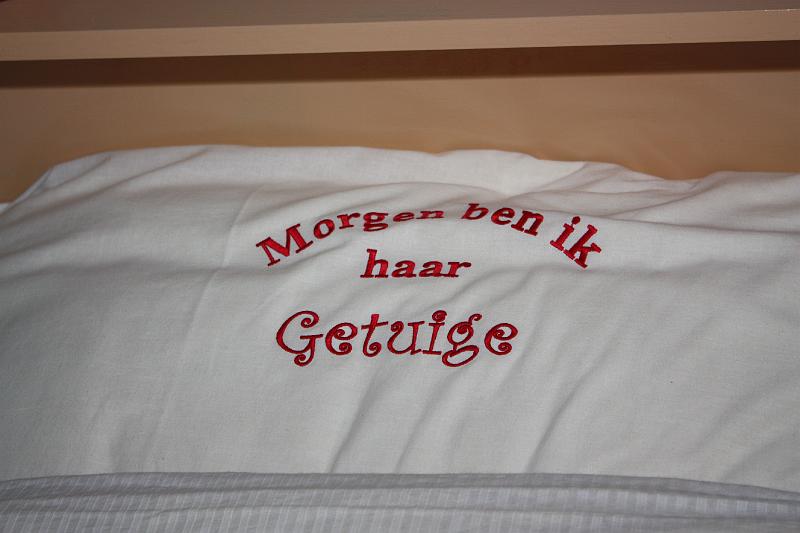 Morgen ben ik
haar
Getuige